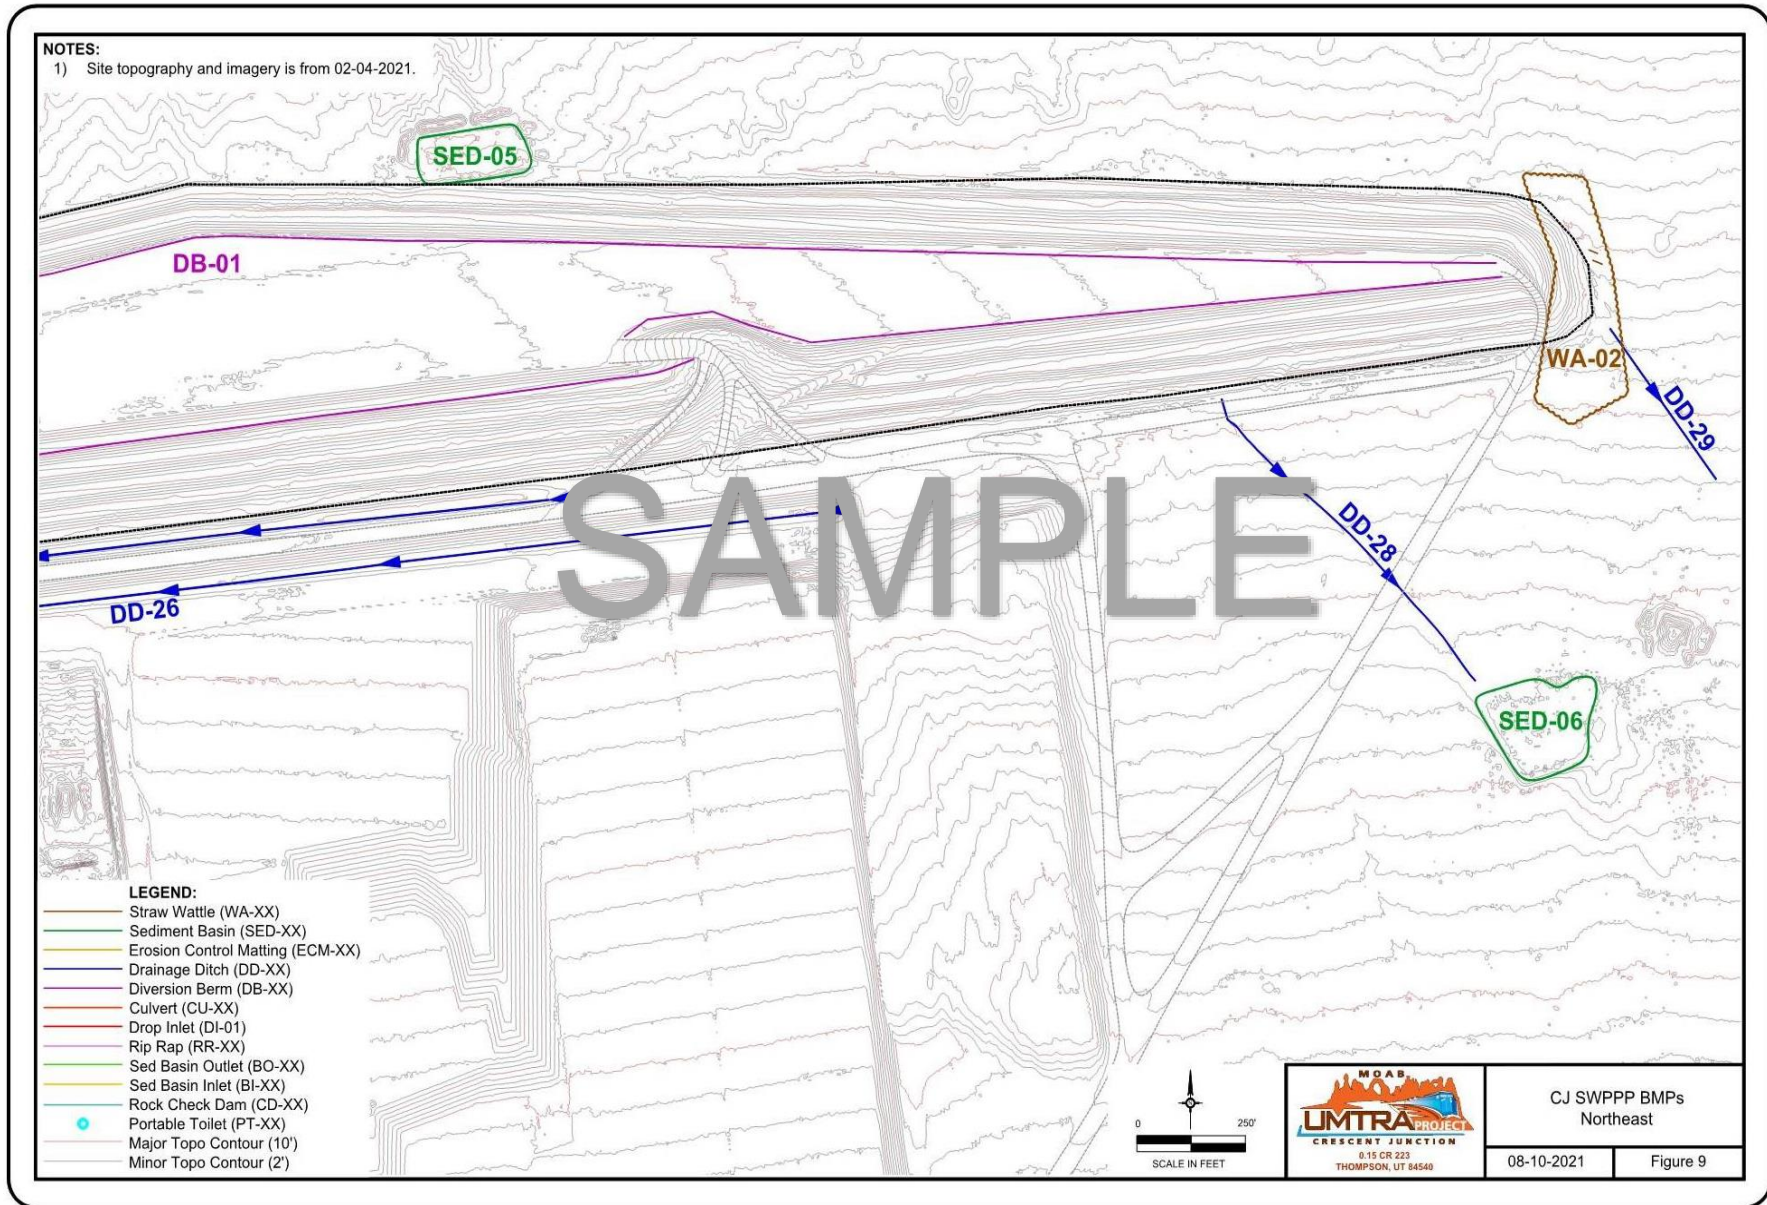 NOTES:
1) Site topography and imagery is from 02-04-2021.
SED-05
DB-01
WA-02
DD-29
DD-28
DD-26
SAMPLE
SED-06
LEGEND:
Straw Wattle (WA-XX)
Sediment Basin (SED-XX)
Erosion Control Matting (ECM-XX)
Drainage Ditch (DD-XX)
Diversion Berm (DB-XX)
Culvert (CU-XX)
Drop Inlet (DI-01)
Rip Rap (RR-XX)
Sed Basin Outlet (BO-XX)
Sed Basin Inlet (BI-XX)
Rock Check Dam (CD-XX)
Portable Toilet (PT-XX)
Major Topo Contour (10')
Minor Topo Contour (2')
0 250'
SCALE IN FEET
MOAB
UMTRA PROJECT
CRESCENT JUNCTION
0.15 CR 223
THOMPSON, UT 84540
CJ SWPPP BMPs
Northeast
08-10-2021
Figure 9